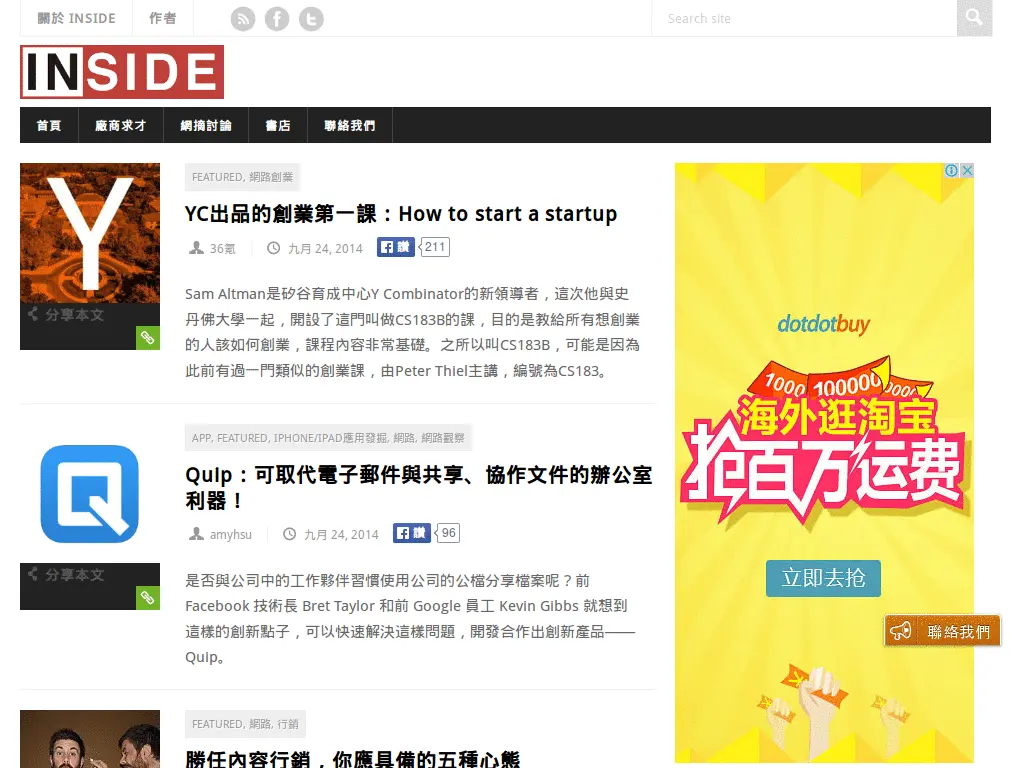 關於 INSIDE
作者
Search site
INSIDE
首頁
廠商求才
網摘討論
書店
聯絡我們
Y
分享本文
FEATURED, 網路創業
YC出品的創業第一課：How to start a startup
36氪
九月 24, 2014
讚
211
Sam Altman是矽谷育成中心Y Combinator的新領導者，這次他與史
丹佛大學一起，開設了這門叫做CS183B的課，目的是教給所有想創業
的人該如何創業，課程內容非常基礎。之所以叫CS183B，可能是因為
此前有過一門類似的創業課，由Peter Thiel主講，編號為CS183。
APP, FEATURED, IPHONE/IPAD應用發掘, 網路, 網路觀察
Quip：可取代電子郵件與共享、協作文件的辦公室
利器！
amyhsu
九月 24, 2014
讚
96
分享本文
是否與公司中的工作夥伴習慣使用公司的公檔分享檔案呢？前
Facebook 技術長 Bret Taylor 和前 Google 員工 Kevin Gibbs 就想到
這樣的創新點子，可以快速解決這樣問題，開發合作出創新產品——
Quip。
FEATURED, 網路, 行銷
勝任內容行銷，你應具備的五種心態
dotdotbuy
1000
100000
0000
海外逛淘宝
抢百万运费
立即去抢
聯絡我們